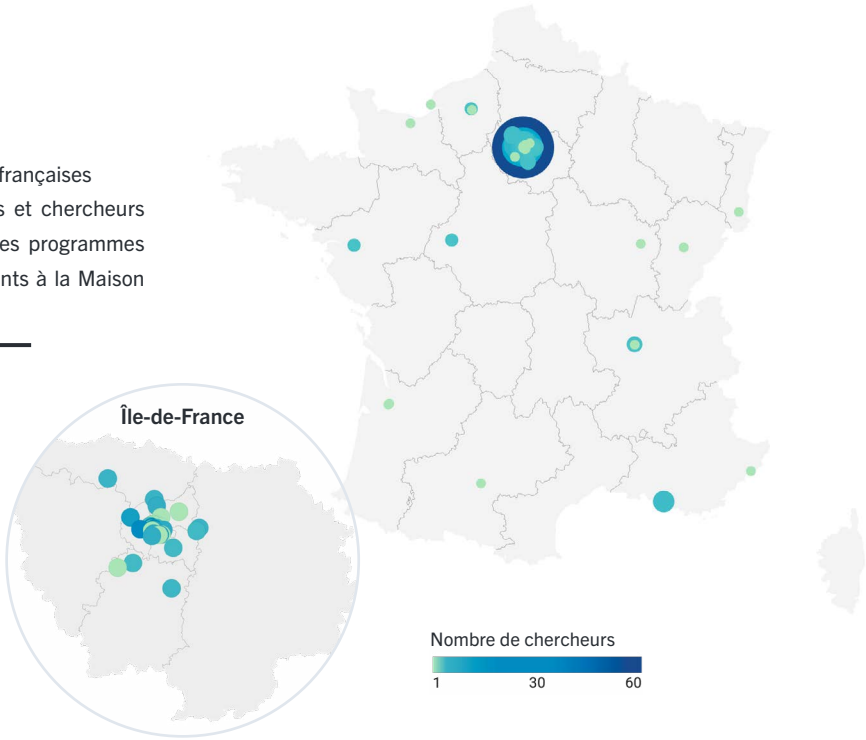 françaises
s et chercheurs
es programmes
nts à la Maison
Île-de-France
Nombre de chercheurs
1 30 60